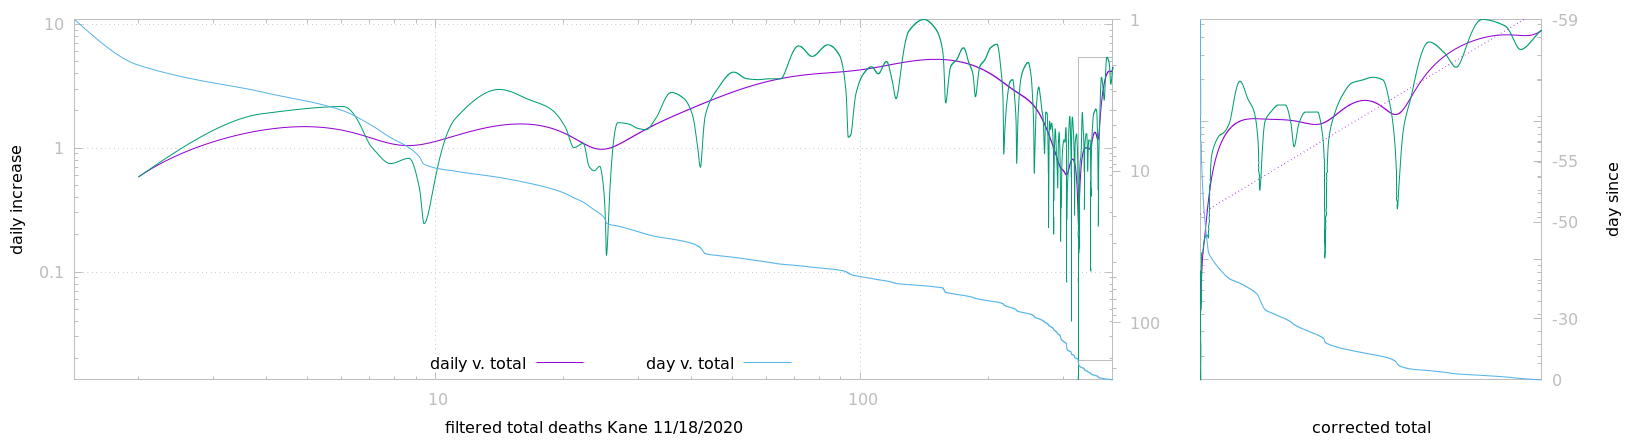 10
1
0.1
daily increase
daily v. total
day v. total
1
10
100
10
100
filtered total deaths Kane 11/18/2020
-59
-55
-50
-30
0
day since
corrected total